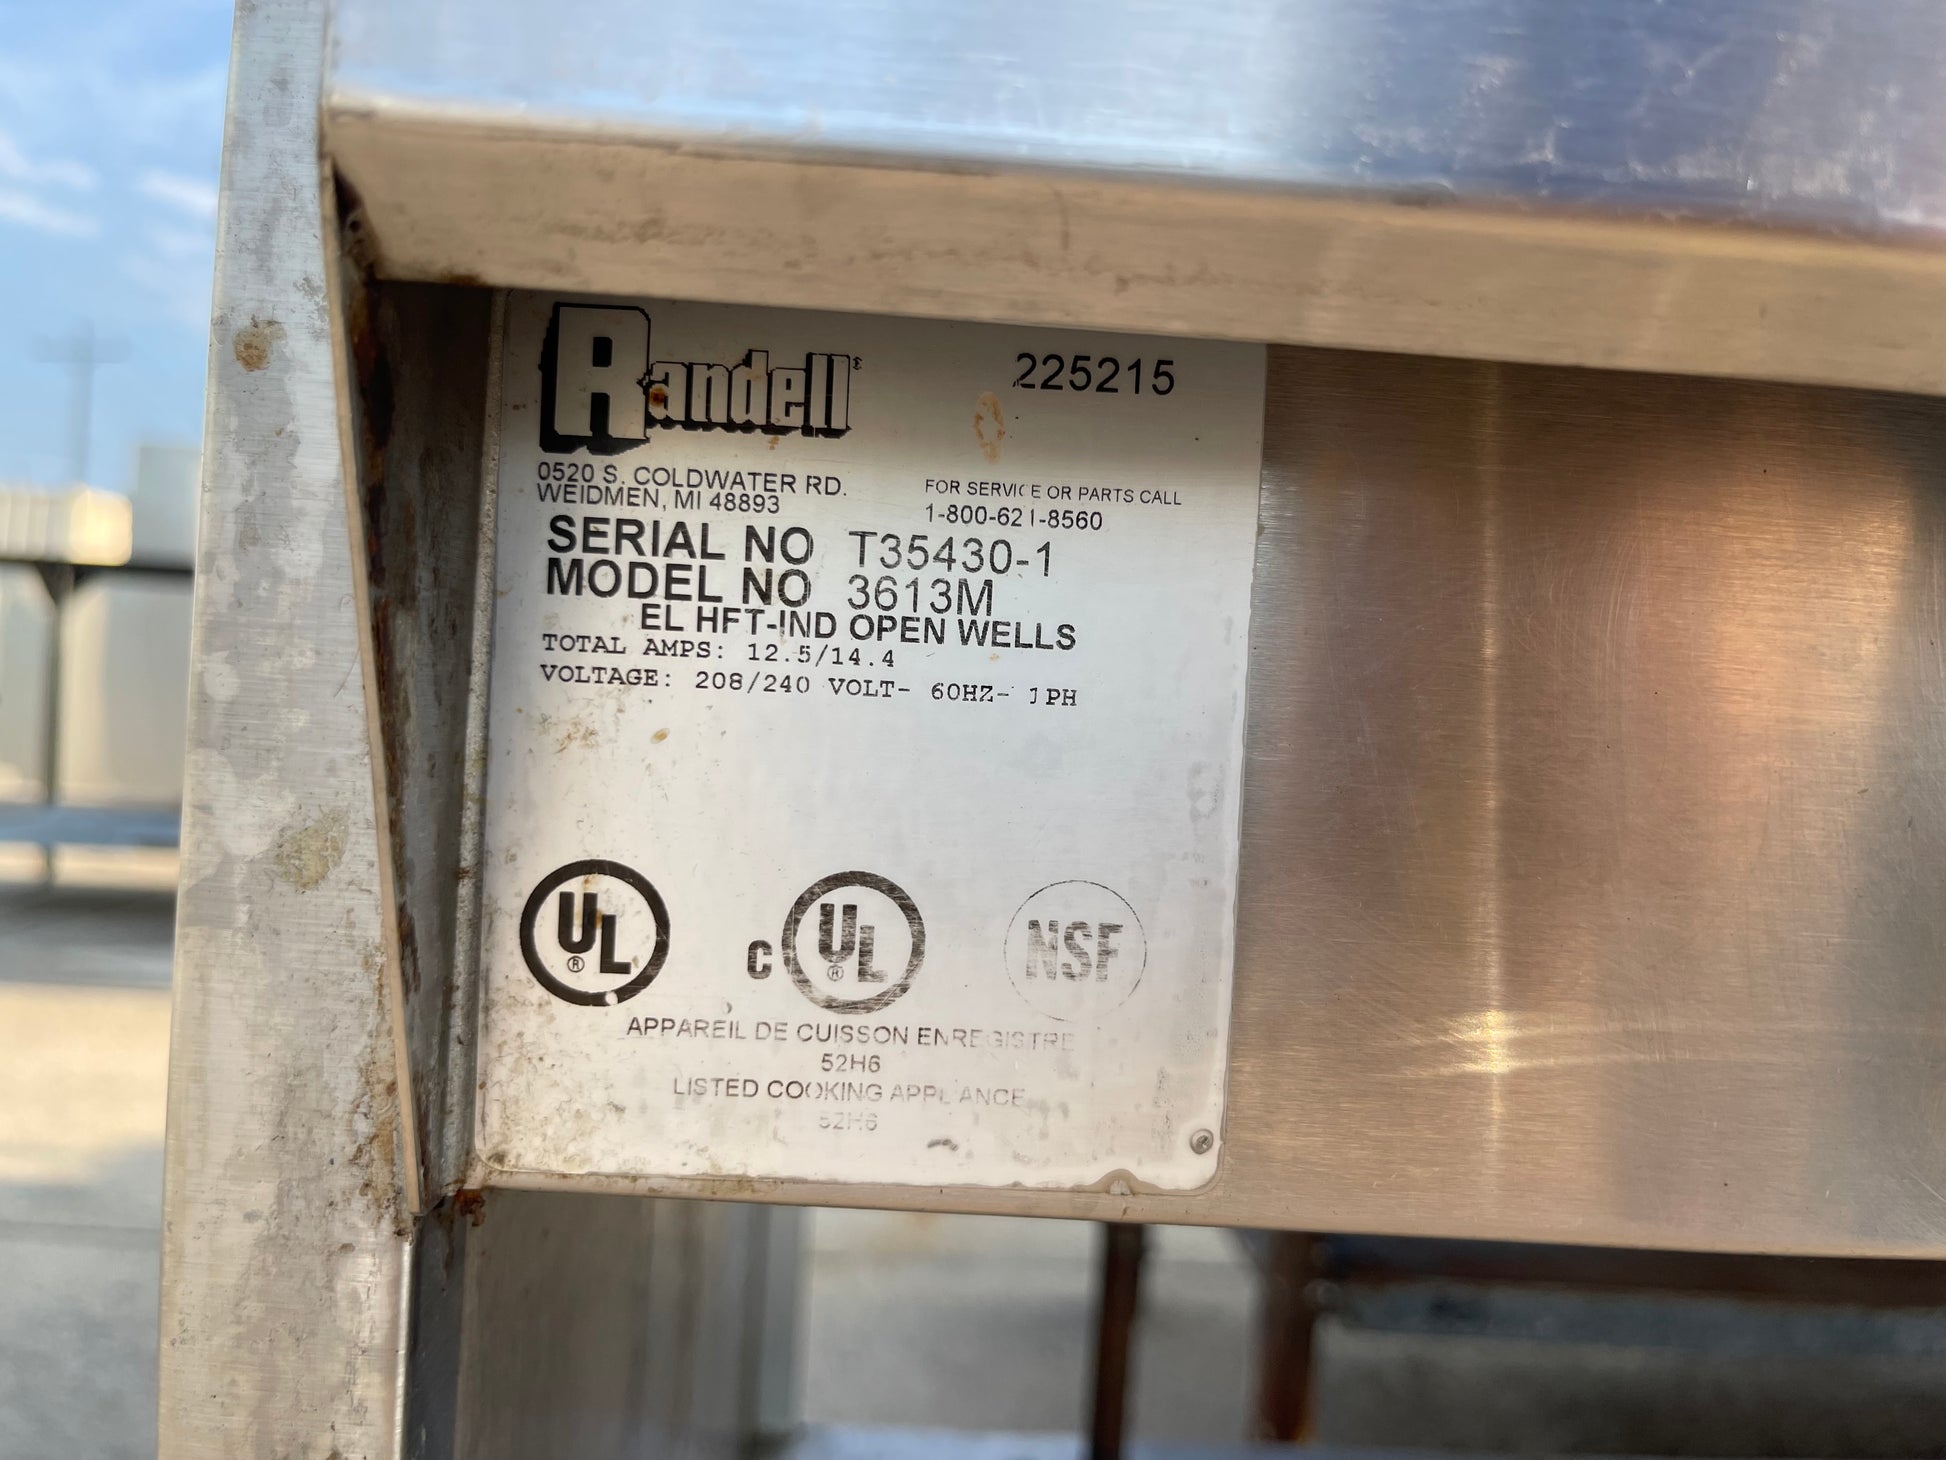 Randell
225215
0520 S. COLDWATER RD.
WEIDMEN, MI 48893
FOR SERVICE OR PARTS CALL
1-800-621-8560
SERIAL NO T35430-1
MODEL NO 3613M
EL HFT-IND OPEN WELLS
TOTAL AMPS: 12.5/14.4
VOLTAGE: 208/240 VOLT- 60HZ- 1PH
UL ®
c UL ®
NSF
APPAREIL DE CUISSON ENREGISTRE
52H6
LISTED COOKING APPLIANCE
52H6